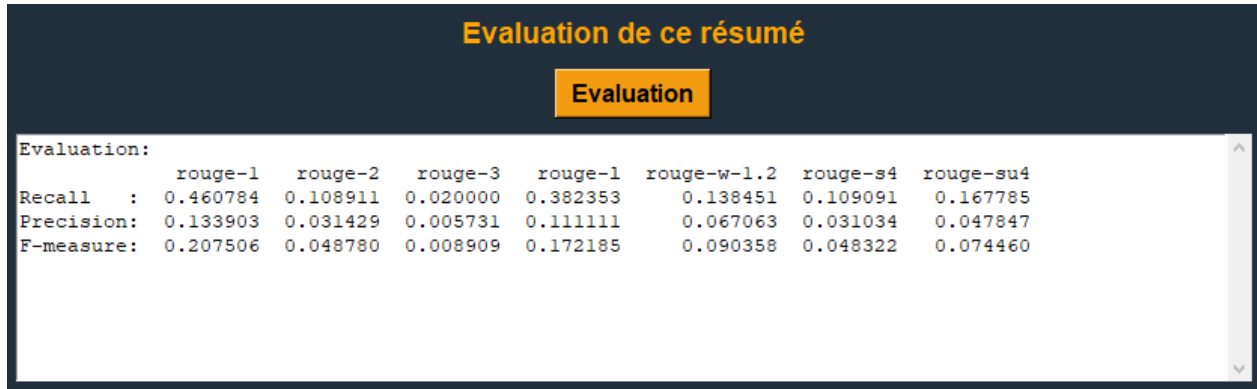 Evaluation de ce résumé
Evaluation
Evaluation:
rouge-1 rouge-2 rouge-3 rouge-l rouge-w-1.2 rouge-s4 rouge-su4
Recall : 0.460784 0.108911 0.020000 0.382353 0.138451 0.109091 0.167785
Precision: 0.133903 0.031429 0.005731 0.111111 0.067063 0.031034 0.047847
F-measure: 0.207506 0.048780 0.008909 0.172185 0.090358 0.048322 0.074460